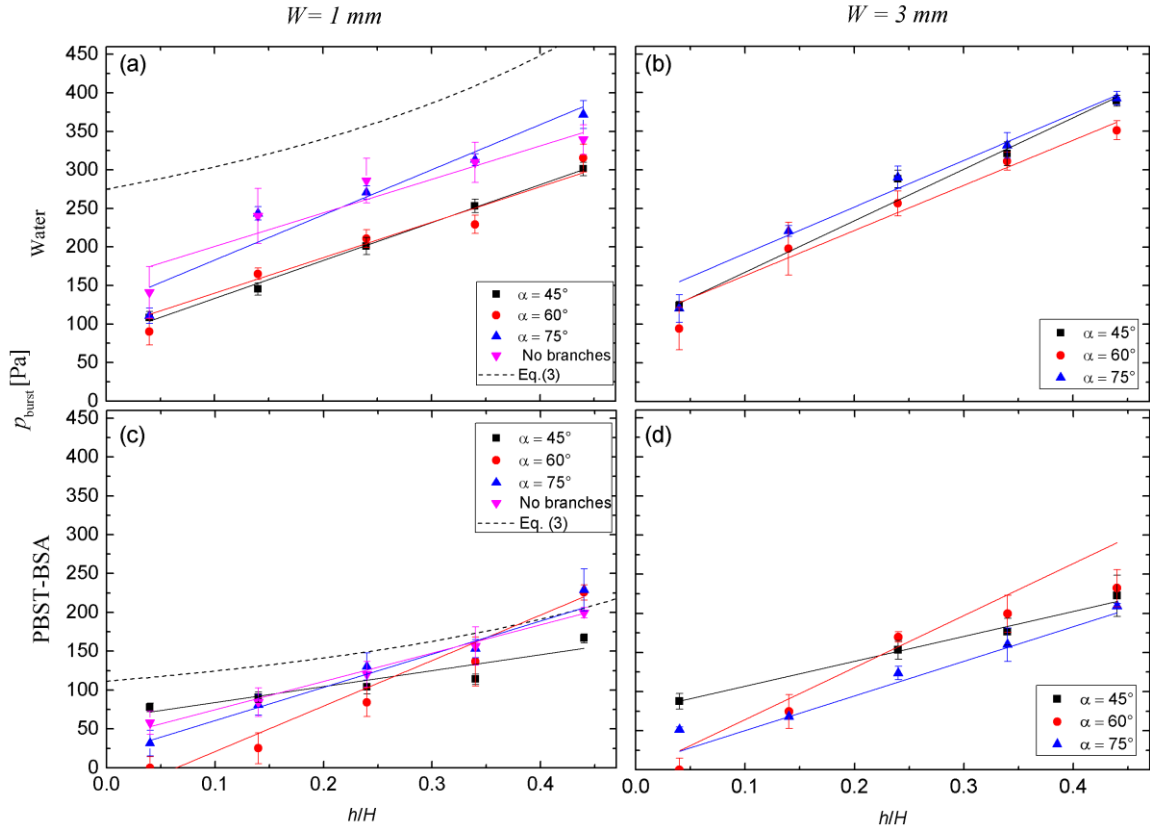 W = 1 mm
W = 3 mm
Water
PBST-BSA
p_burst [Pa]
(a)
450
400
350
300
250
200
150
100
50
0
α = 45°
α = 60°
α = 75°
No branches
Eq.(3)
(b)
α = 45°
α = 60°
α = 75°
(c)
450
400
350
300
250
200
150
100
50
0
α = 45°
α = 60°
α = 75°
No branches
Eq. (3)
0.0 0.1 0.2 0.3 0.4
h/H
(d)
α = 45°
α = 60°
α = 75°
0.0 0.1 0.2 0.3 0.4
h/H